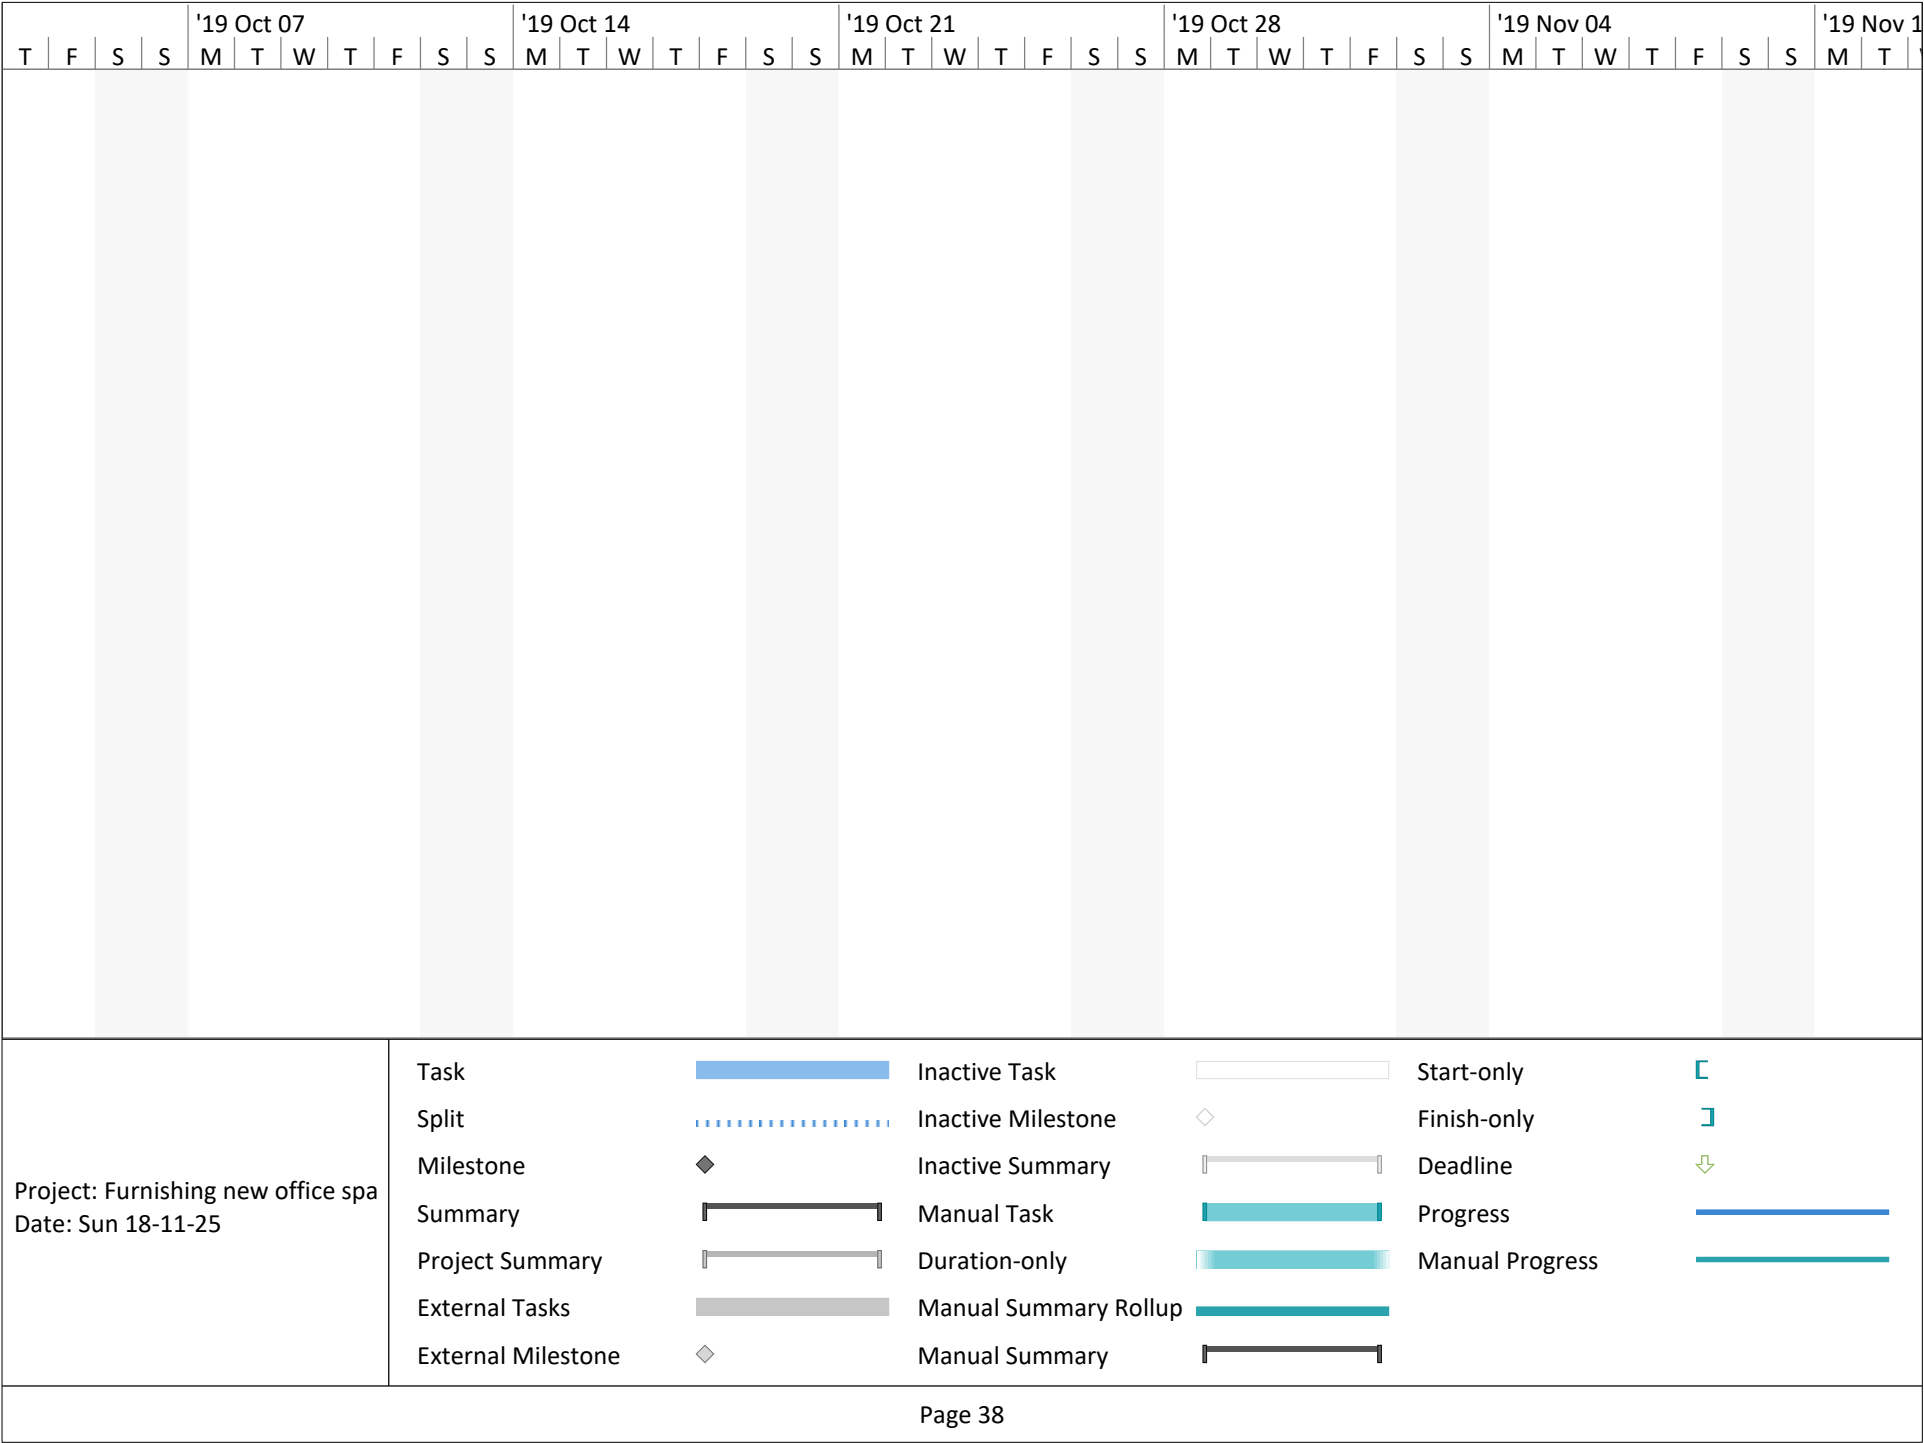 '19 Oct 07 '19 Oct 14 '19 Oct 21 '19 Oct 28 '19 Nov 04 '19 Nov 1
T F S S M T W T F S S M T W T F S S M T W T F S S M T W T F S S M T W T F S S M T
Project: Furnishing new office spa
Date: Sun 18-11-25
Task
Split
Milestone
Summary
Project Summary
External Tasks
External Milestone
Inactive Task
Inactive Milestone
Inactive Summary
Manual Task
Duration-only
Manual Summary Rollup
Manual Summary
Start-only
Finish-only
Deadline
Progress
Manual Progress
Page 38